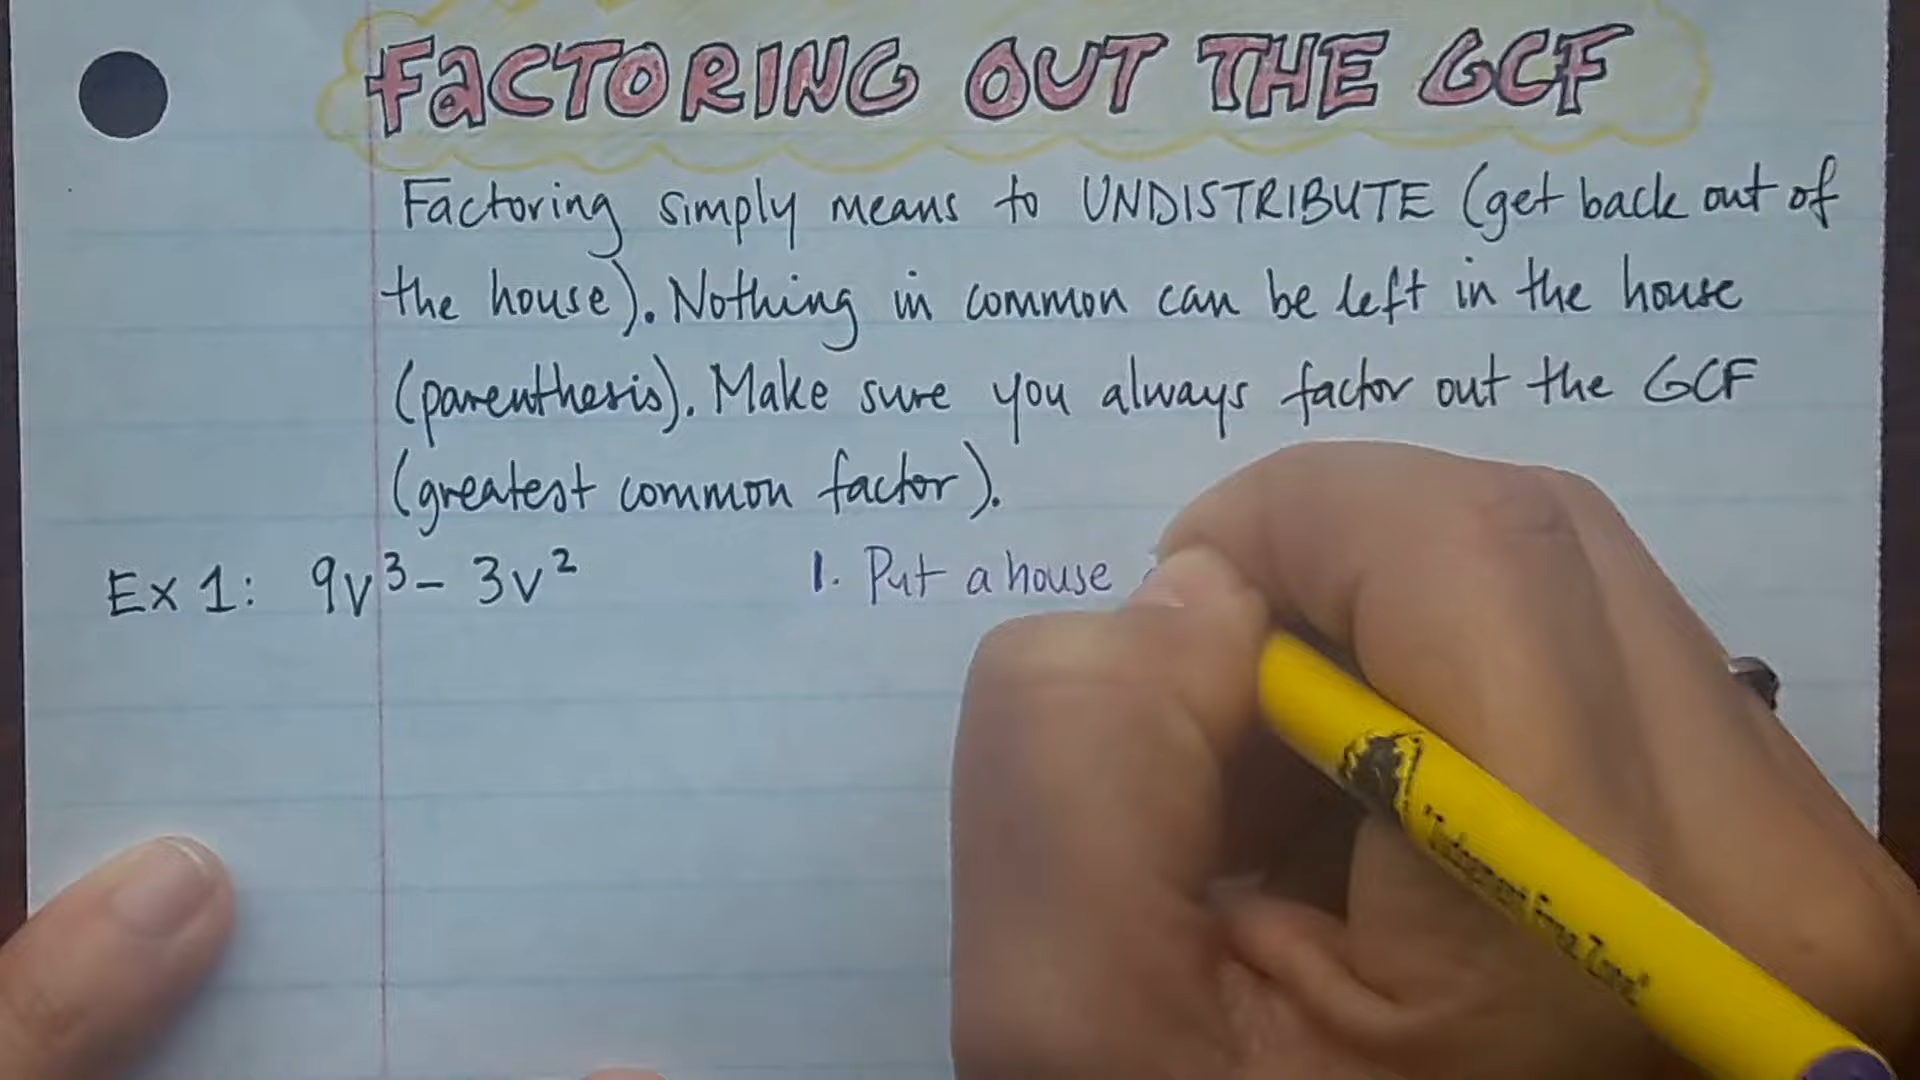 FaCTORING OUT THE GCF
Factoring simply means to UNDISTRIBUTE (get back out of
the house). Nothing in common can be left in the house
(parenthesis). Make sure you always factor out the GCF
(greatest common factor).
Ex 1: 9v³ - 3v²
1. Put a house